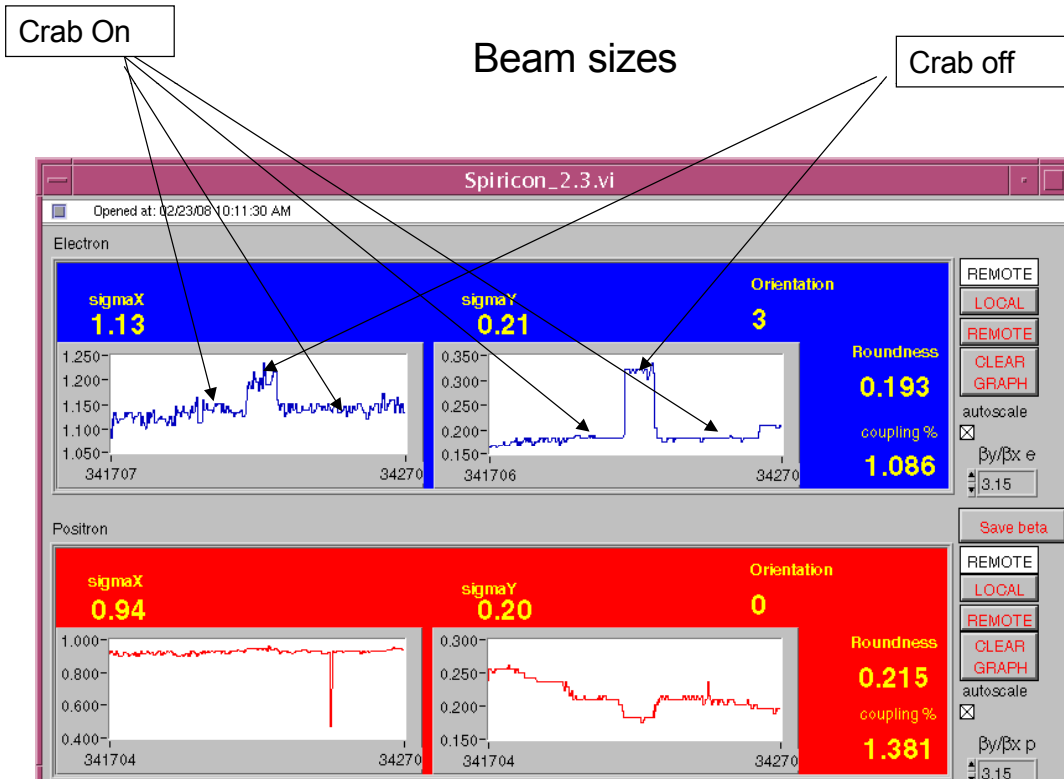 Crab On
Beam sizes
Crab off
Spiricon_2.3.vi
Opened at: 02/23/08 10:11:30 AM
Electron
sigmaX
1.13
sigmaY
0.21
Orientation
3
Roundness
0.193
coupling %
1.086
1.250
1.200
1.150
1.100
1.050
341707
34270
0.350
0.300
0.250
0.200
0.150
341706
34270
REMOTE
LOCAL
REMOTE
CLEAR
GRAPH
autoscale
βy/βx e
3.15
Save beta
Positron
sigmaX
0.94
sigmaY
0.20
Orientation
0
Roundness
0.215
coupling %
1.381
1.000
0.800
0.600
0.400
341704
34270
0.300
0.250
0.200
0.150
341704
34270
REMOTE
LOCAL
REMOTE
CLEAR
GRAPH
autoscale
βy/βx p
3.15